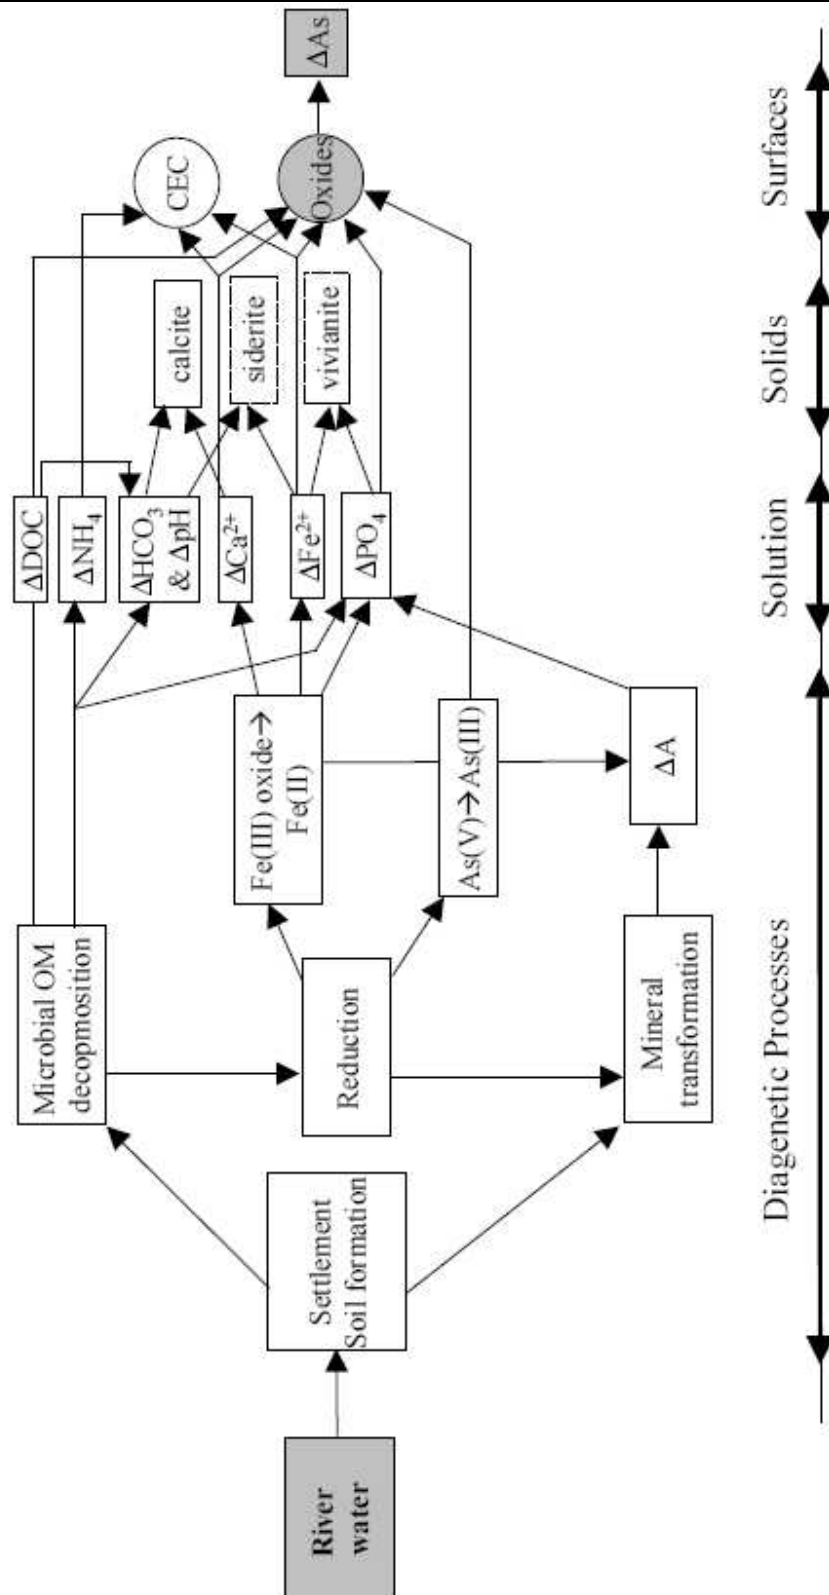 River
water
Settlement
Soil formation
Microbial OM
decopmosition
Reduction
Mineral
transformation
Fe(III) oxide→
Fe(II)
As(V)→As(III)
ΔA
ΔDOC
ΔNH₄
ΔHCO₃
& ΔpH
ΔCa²⁺
ΔFe²⁺
ΔPO₄
calcite
siderite
vivianite
CEC
Oxides
ΔAs
Diagenetic Processes
Solution
Solids
Surfaces